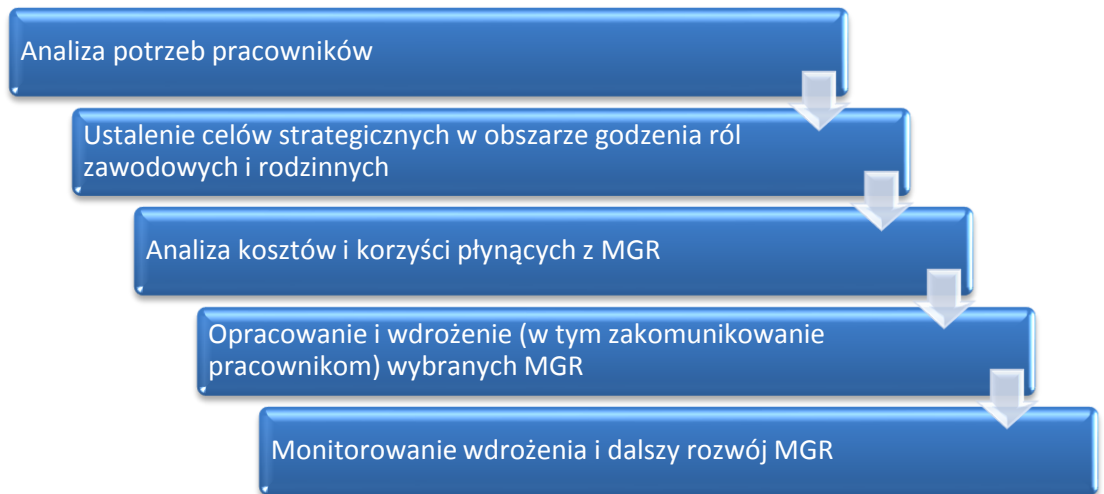 Analiza potrzeb pracowników
Ustalenie celów strategicznych w obszarze godzenia ról
zawodowych i rodzinnych
Analiza kosztów i korzyści płynących z MGR
Opracowanie i wdrożenie (w tym zakomunikowanie
pracownikom) wybranych MGR
Monitorowanie wdrożenia i dalszy rozwój MGR